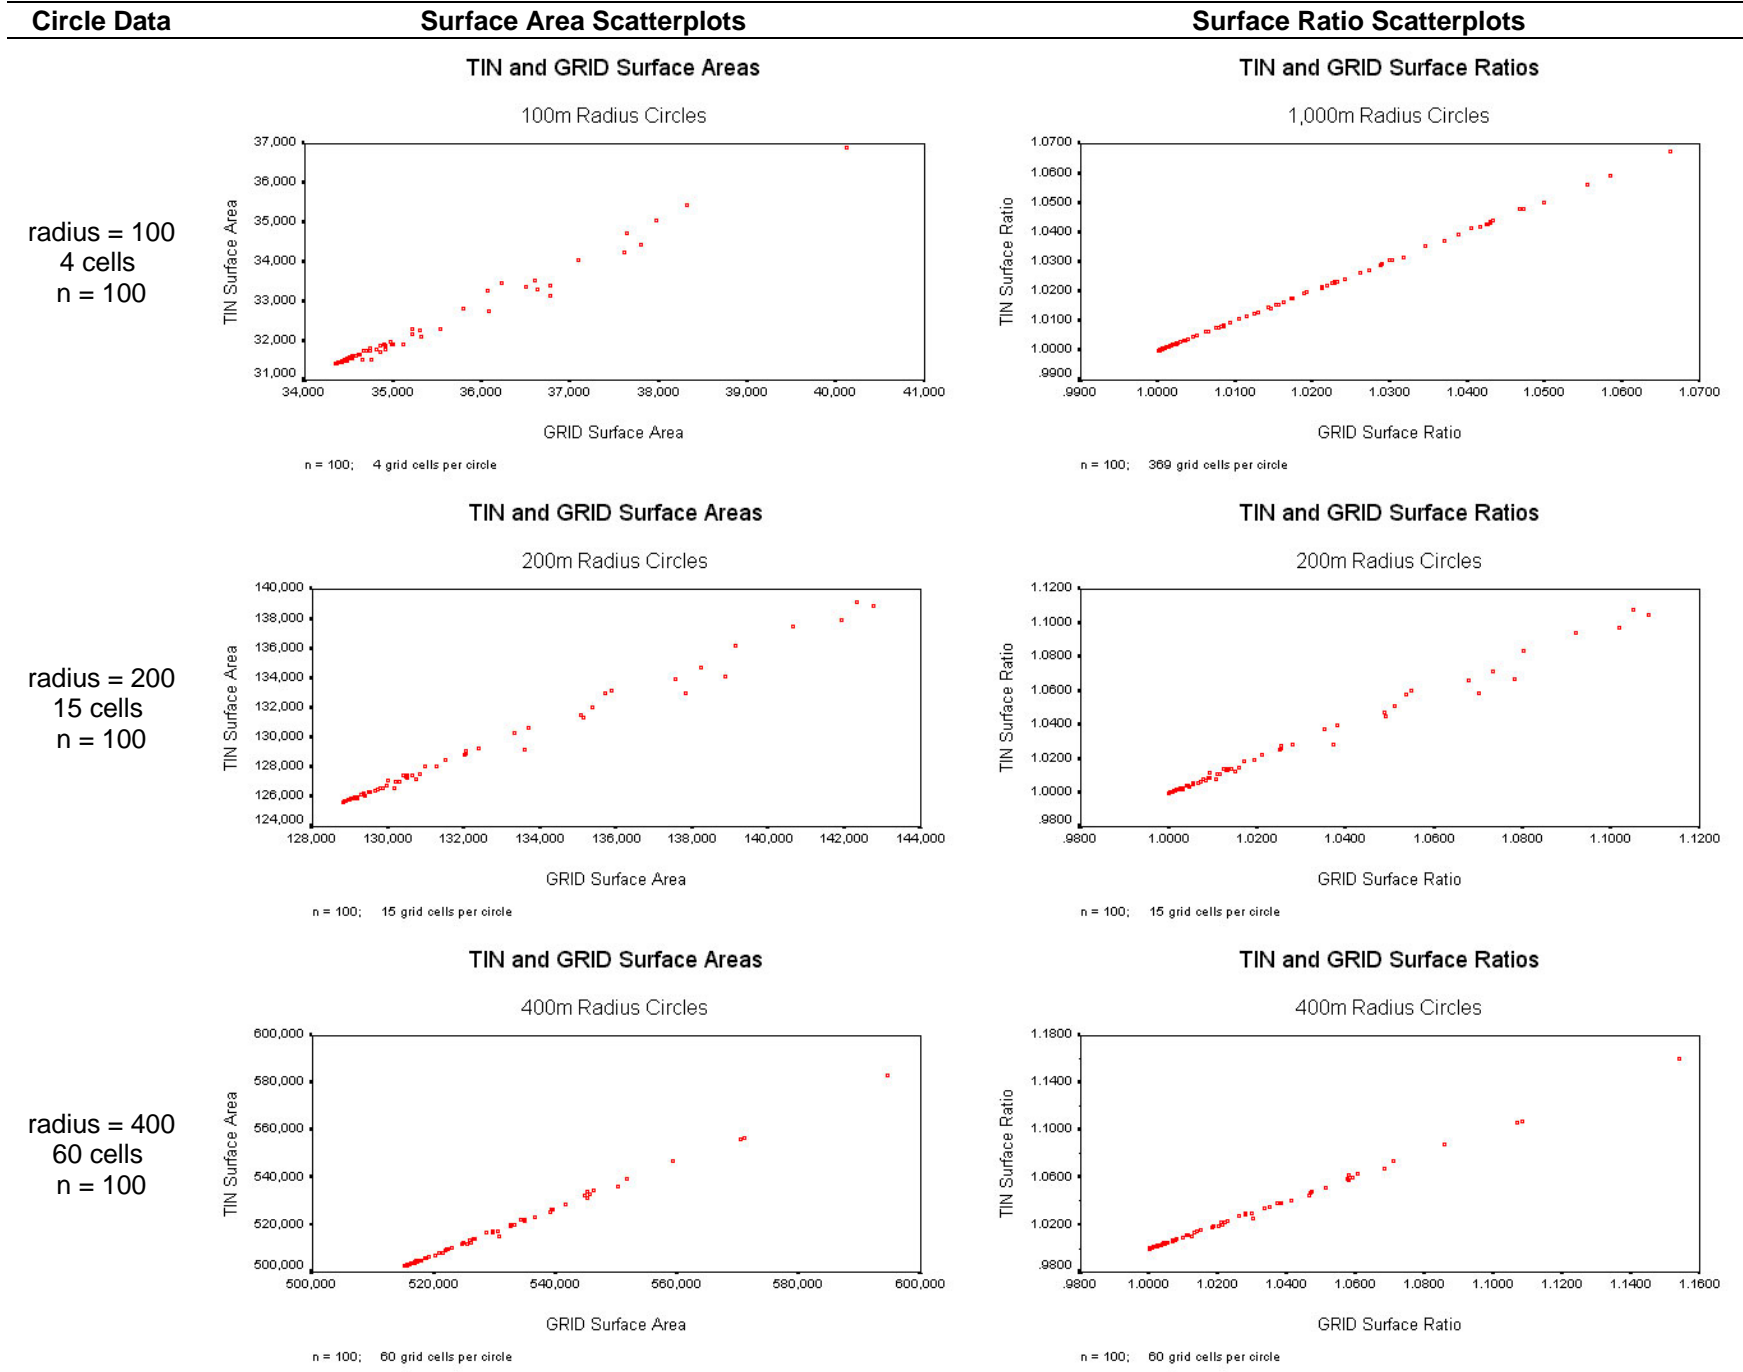 Circle Data Surface Area Scatterplots Surface Ratio Scatterplots
radius = 100
4 cells
n = 100
TIN and GRID Surface Areas
100m Radius Circles
TIN Surface Area
37,000
36,000
35,000
34,000
33,000
32,000
31,000
34,000 35,000 36,000 37,000 38,000 39,000 40,000 41,000
GRID Surface Area
n = 100; 4 grid cells per circle
TIN and GRID Surface Ratios
1,000m Radius Circles
TIN Surface Ratio
1.0700
1.0600
1.0500
1.0400
1.0300
1.0200
1.0100
1.0000
.9900
.9900 1.0000 1.0100 1.0200 1.0300 1.0400 1.0500 1.0600 1.0700
GRID Surface Ratio
n = 100; 369 grid cells per circle
radius = 200
15 cells
n = 100
TIN and GRID Surface Areas
200m Radius Circles
TIN Surface Area
140,000
138,000
136,000
134,000
132,000
130,000
128,000
126,000
124,000
128,000 130,000 132,000 134,000 136,000 138,000 140,000 142,000 144,000
GRID Surface Area
n = 100; 15 grid cells per circle
TIN and GRID Surface Ratios
200m Radius Circles
TIN Surface Ratio
1.1200
1.1000
1.0800
1.0600
1.0400
1.0200
1.0000
.9800
.9800 1.0000 1.0200 1.0400 1.0600 1.0800 1.1000 1.1200
GRID Surface Ratio
n = 100; 15 grid cells per circle
radius = 400
60 cells
n = 100
TIN and GRID Surface Areas
400m Radius Circles
TIN Surface Area
600,000
580,000
560,000
540,000
520,000
500,000
500,000 520,000 540,000 560,000 580,000 600,000
GRID Surface Area
n = 100; 60 grid cells per circle
TIN and GRID Surface Ratios
400m Radius Circles
TIN Surface Ratio
1.1800
1.1400
1.1000
1.0600
1.0200
.9800
.9800 1.0000 1.0200 1.0400 1.0600 1.0800 1.1000 1.1200 1.1400 1.1600
GRID Surface Ratio
n = 100; 60 grid cells per circle